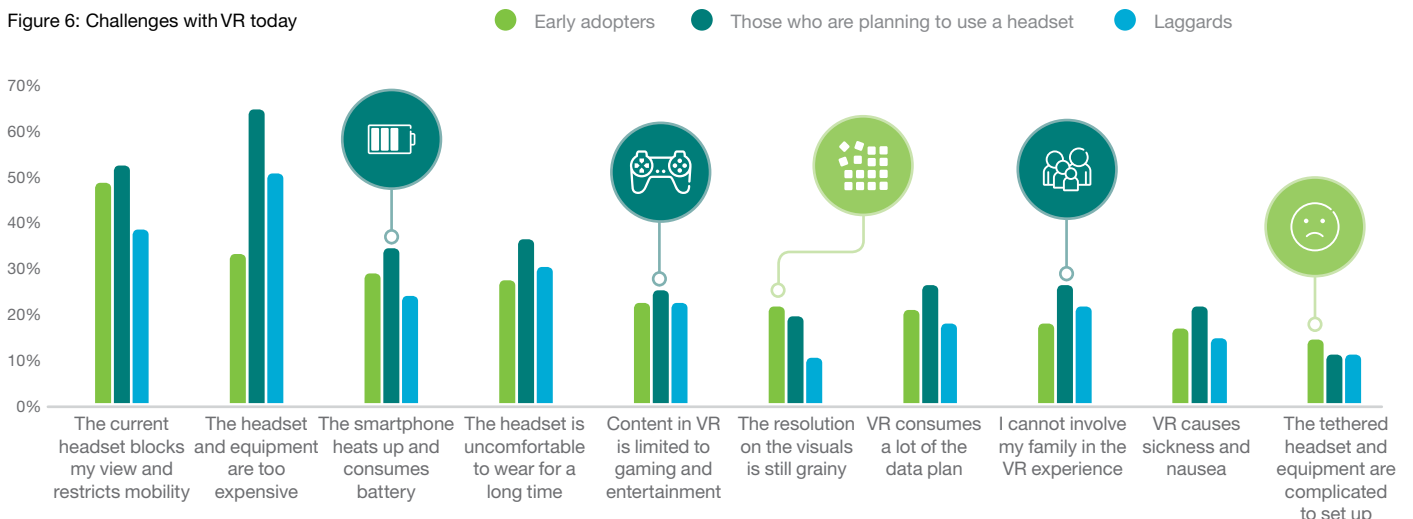 Figure 6: Challenges with VR today
Early adopters
Those who are planning to use a headset
Laggards
70%
60%
50%
40%
30%
20%
10%
0%
The current
headset blocks
my view and
restricts mobility
The headset
and equipment
are too
expensive
The smartphone
heats up and
consumes
battery
The headset is
uncomfortable
to wear for a
long time
Content in VR
is limited to
gaming and
entertainment
The resolution
on the visuals
is still grainy
VR consumes
a lot of the
data plan
I cannot involve
my family in the
VR experience
VR causes
sickness and
nausea
The tethered
headset and
equipment are
complicated
to set up